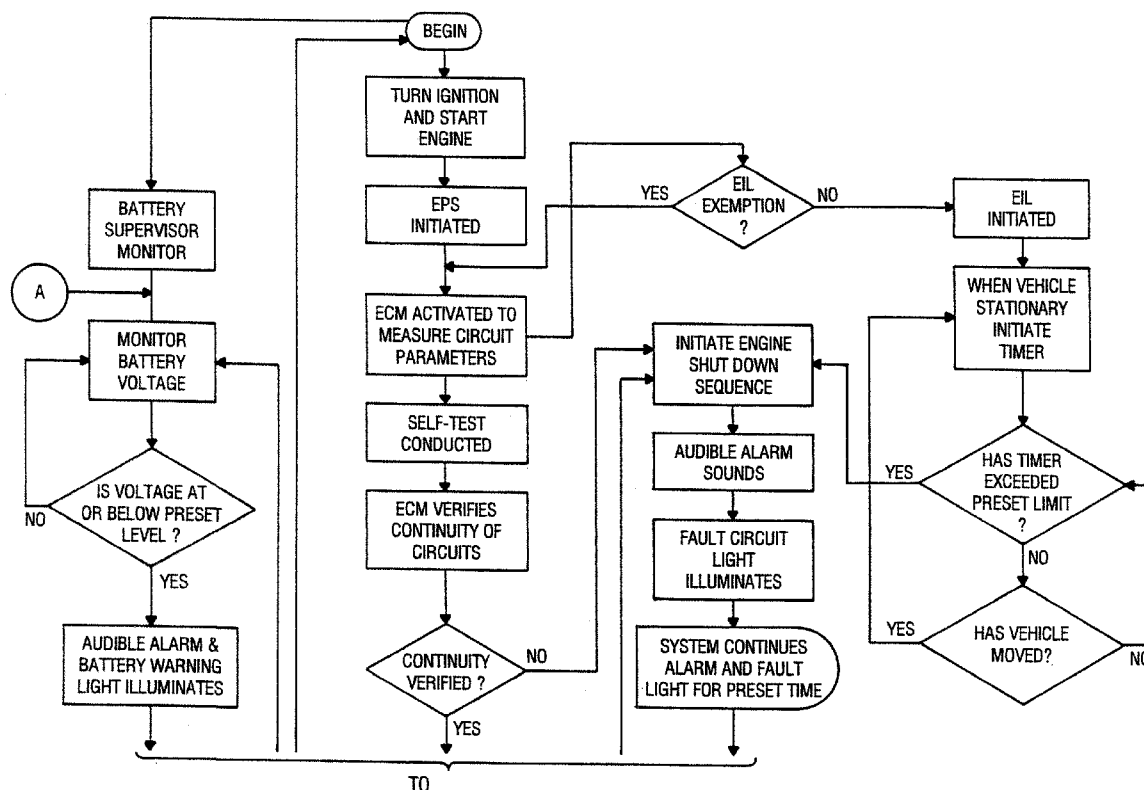 BEGIN
TURN IGNITION
AND START
ENGINE
EPS
INITIATED
ECM ACTIVATED TO
MEASURE CIRCUIT
PARAMETERS
SELF-TEST
CONDUCTED
ECM VERIFIES
CONTINUITY OF
CIRCUITS
CONTINUITY
VERIFIED ?
NO
YES
BATTERY
SUPERVISOR
MONITOR
A
MONITOR
BATTERY
VOLTAGE
IS VOLTAGE AT
OR BELOW PRESET
LEVEL ?
NO
YES
AUDIBLE ALARM &
BATTERY WARNING
LIGHT ILLUMINATES
EIL
EXEMPTION
?
YES
NO
EIL
INITIATED
WHEN VEHICLE
STATIONARY
INITIATE
TIMER
HAS TIMER
EXCEEDED
PRESET LIMIT
?
YES
NO
HAS VEHICLE
MOVED?
YES
NO
INITIATE ENGINE
SHUT DOWN
SEQUENCE
AUDIBLE ALARM
SOUNDS
FAULT CIRCUIT
LIGHT
ILLUMINATES
SYSTEM CONTINUES
ALARM AND FAULT
LIGHT FOR PRESET TIME
TO